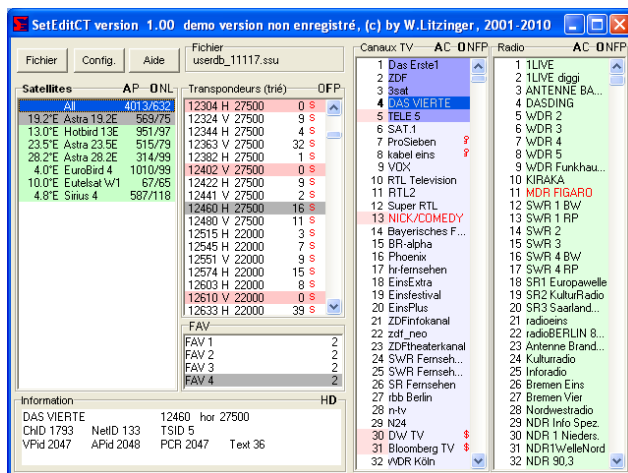 SetEditCT version 1.00 demo version non enregistré, (c) by W.Litzinger, 2001-2010
Fichier
Config.
Aide
Fichier
userdb_11117.ssu
Satellites AP ONL
All 4013/632
19.2°E Astra 19.2E 569/75
13.0°E Hotbird 13E 951/97
23.5°E Astra 23.5E 515/79
28.2°E Astra 28.2E 314/99
4.0°E EuroBird 4 1010/99
10.0°E Eutelsat W1 67/65
4.8°E Sirius 4 587/118
Transpondeurs (trié) OFP
12304 H 27500 0 S
12324 V 27500 9 S
12344 H 27500 4 S
12363 V 27500 32 S
12382 H 27500 1 S
12402 V 27500 0 S
12422 H 27500 9 S
12441 V 27500 2 S
12460 H 27500 16 S
12480 V 27500 11 S
12515 H 22000 3 S
12545 H 22000 7 S
12551 V 22000 9 S
12574 H 22000 15 S
12603 H 22000 8 S
12610 V 22000 0 S
12633 H 22000 39 S
FAV
FAV 1 2
FAV 2 2
FAV 3 2
FAV 4 2
Information HD
DAS VIERTE 12460 hor 27500
ChID 1793 NetID 133 TSID 5
VPid 2047 APid 2048 PCR 2047 Text 36
Canaux TV AC ONFP
1 Das Erste1
2 ZDF
3 3sat
4 DAS VIERTE
5 TELE 5
6 SAT.1
7 ProSieben
8 kabel eins
9 VOX
10 RTL Television
11 RTL2
12 Super RTL
13 NICK/COMEDY
14 Bayerisches F...
15 BR-alpha
16 Phoenix
17 hr-fernsehen
18 EinsExtra
19 Einsfestival
20 EinsPlus
21 ZDFinfokanal
22 zdf_neo
23 ZDFtheaterkanal
24 SWR Fernseh...
25 SWR Fernseh...
26 SR Fernsehen
27 rbb Berlin
28 n-tv
29 N24
30 DW TV $
31 Bloomberg TV $
32 WDR Köln
Radio AC ONFP
1 1LIVE
2 1LIVE diggi
3 ANTENNE BA...
4 DASDING
5 WDR 2
6 WDR 3
7 WDR 4
8 WDR 5
9 WDR Funkhau...
10 KIRAKA
11 MDR FIGARO
12 SWR 1 BW
13 SWR 1 RP
14 SWR 2
15 SWR 3
16 SWR 4 BW
17 SWR 4 RP
18 SR1 Europawelle
19 SR2 KulturRadio
20 SR3 Saarland...
21 radioeins
22 radioBERLIN 8...
23 Antenne Brand...
24 Kulturradio
25 Inforadio
26 Bremen Eins
27 Bremen Vier
28 Nordwestradio
29 NDR Info Spez.
30 NDR 1 Nieders.
31 NDR1WelleNord
32 NDR 90,3